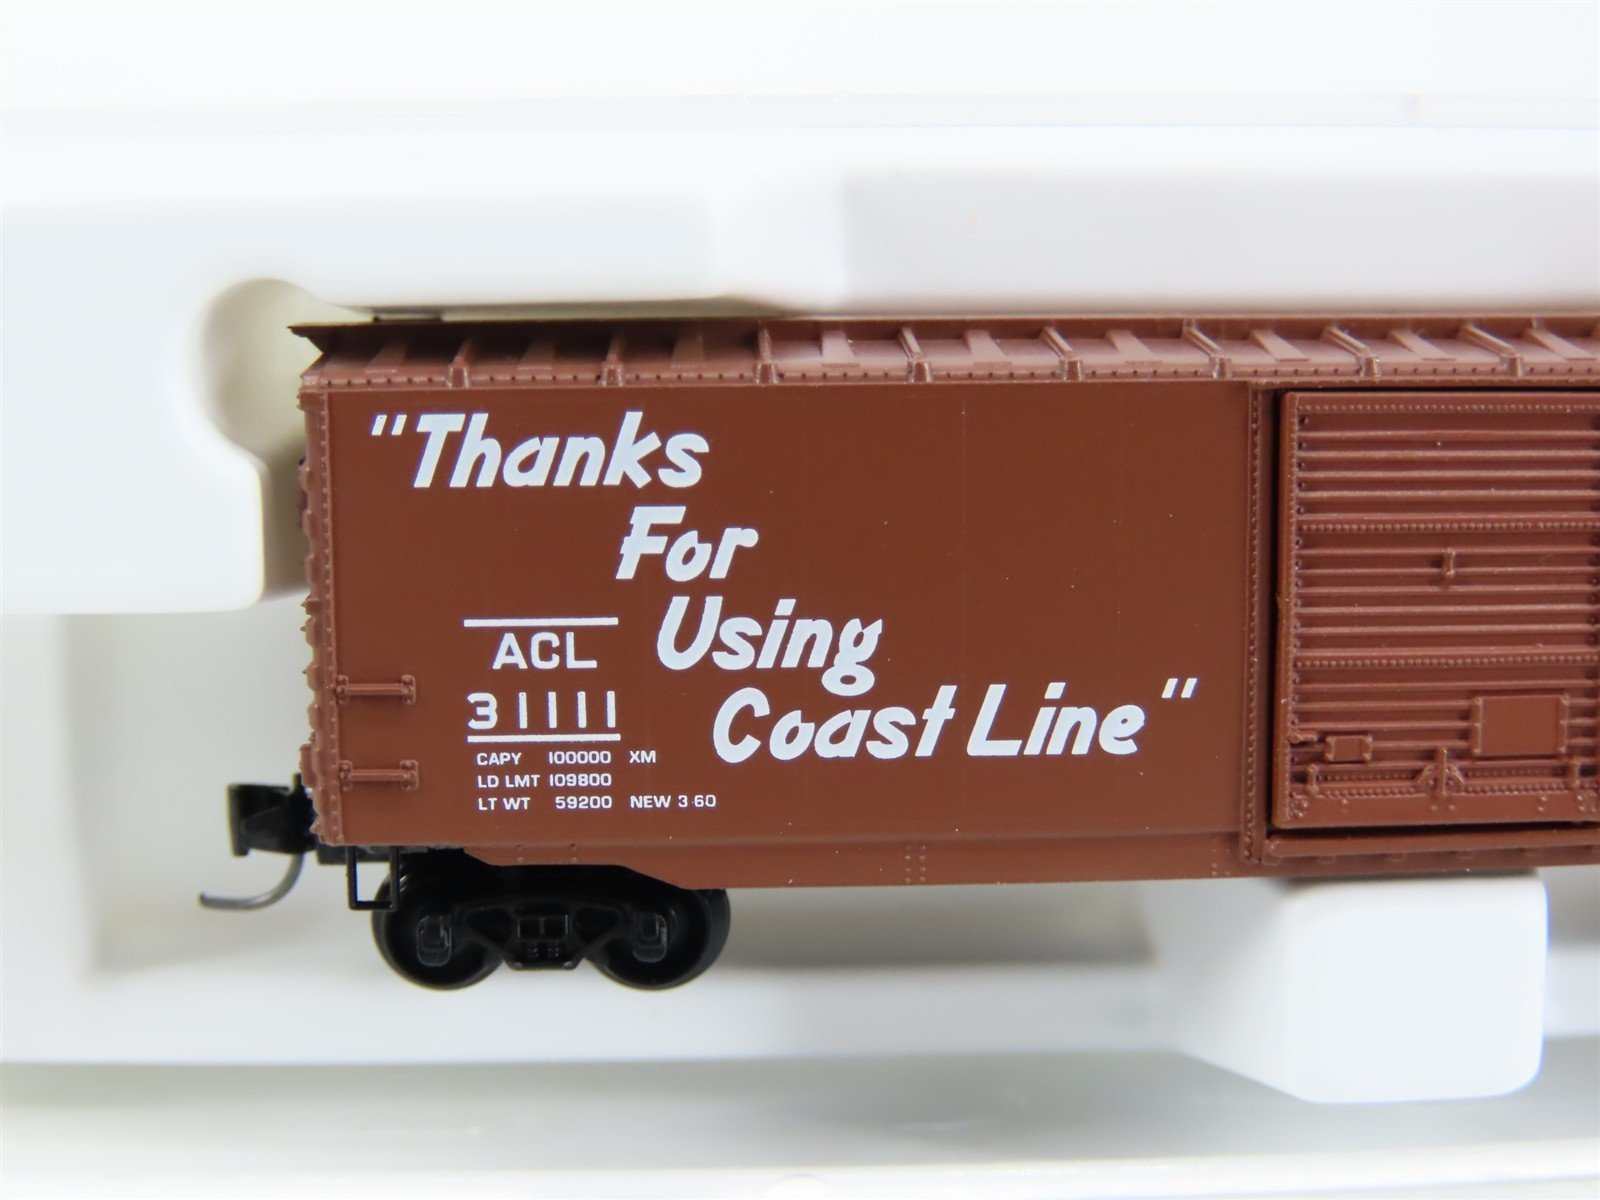 "Thanks
For
Using
Coast Line"
ACL
31111
CAPY 100000 XM
LD LMT 109800
LT WT 59200 NEW 3-60